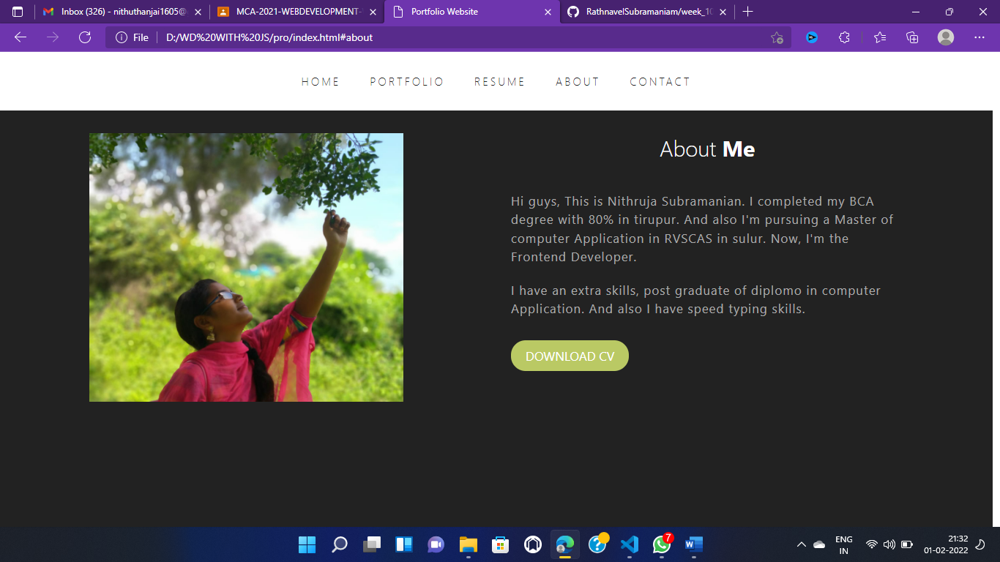 Inbox (326) - nithuthanjai1605@
MCA-2021-WEBDEVELOPMENT-
Portfolio Website
RathnavelSubramaniam/week_10
File
D:/WD%20WITH%20JS/pro/index.html#about
HOME PORTFOLIO RESUME ABOUT CONTACT
About Me
Hi guys, This is Nithruja Subramanian. I completed my BCA
degree with 80% in tirupur. And also I'm pursuing a Master of
computer Application in RVSCAS in sulur. Now, I'm the
Frontend Developer.
I have an extra skills, post graduate of diplomo in computer
Application. And also I have speed typing skills.
DOWNLOAD CV
7
ENG
IN
21:32
01-02-2022